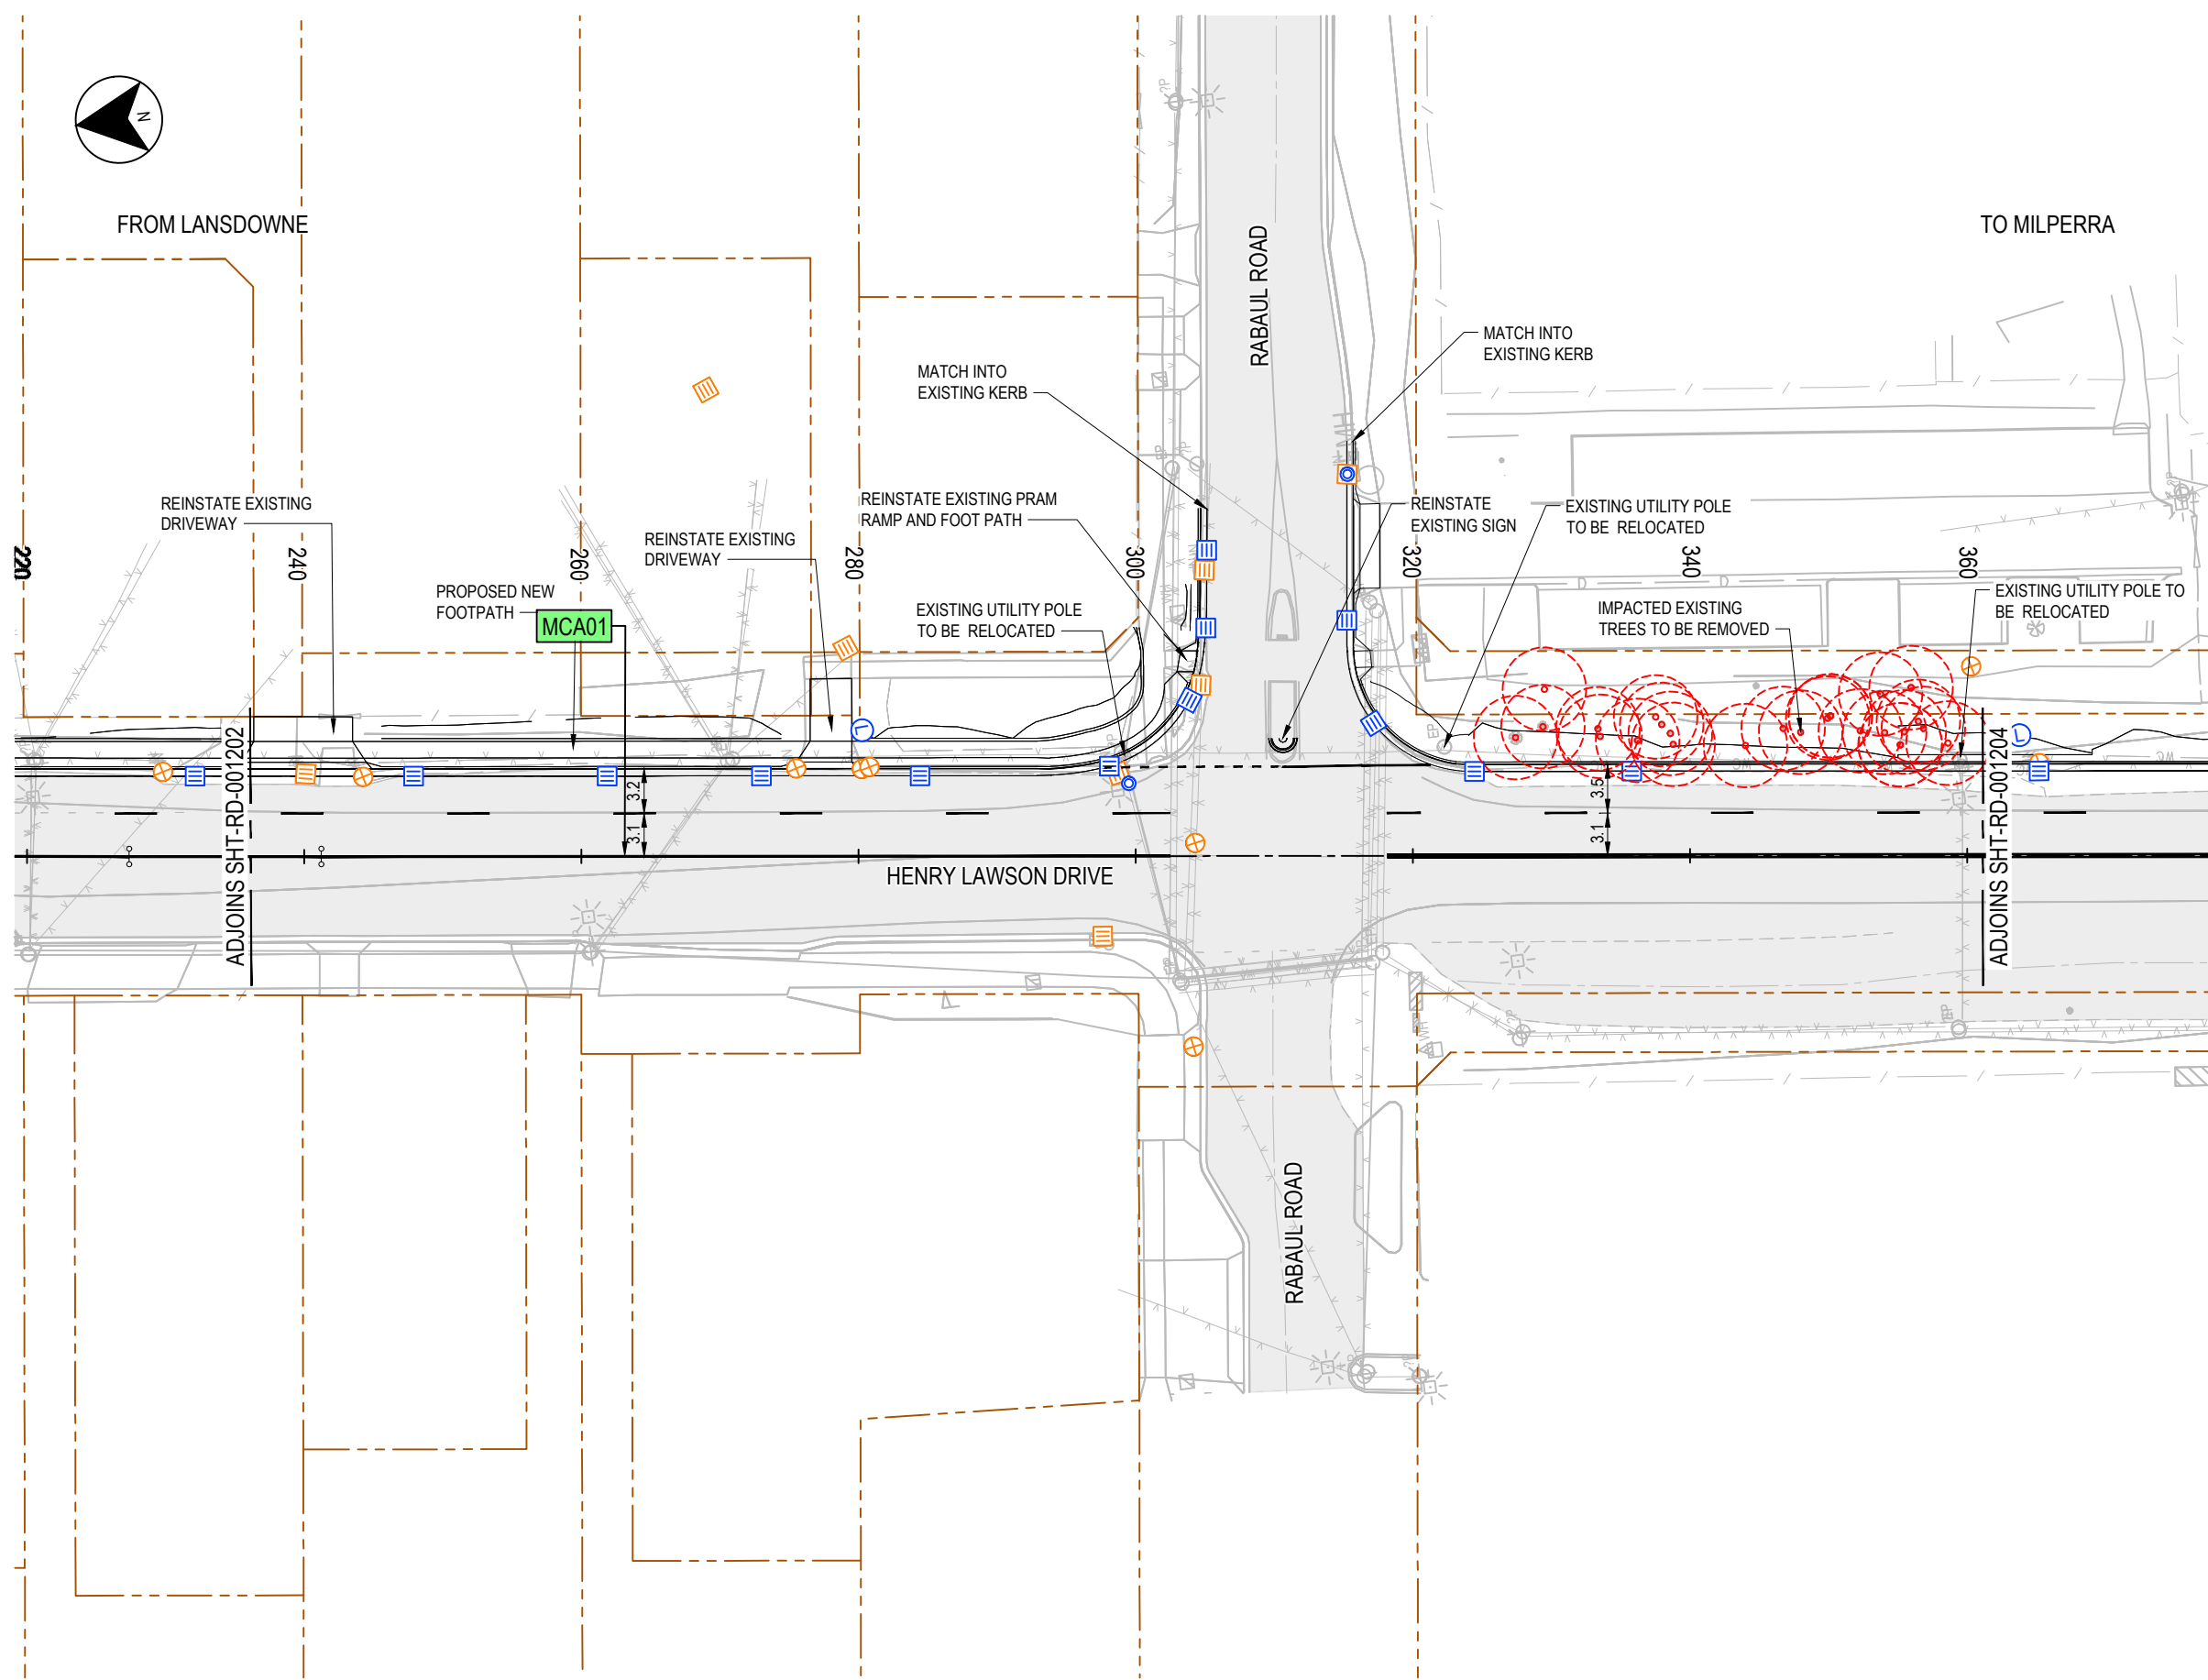 N
FROM LANSDOWNE
TO MILPERRA
RABAUL ROAD
MATCH INTO
EXISTING KERB
MATCH INTO
EXISTING KERB
REINSTATE EXISTING
DRIVEWAY
REINSTATE EXISTING
DRIVEWAY
REINSTATE EXISTING PRAM
RAMP AND FOOT PATH
REINSTATE
EXISTING SIGN
EXISTING UTILITY POLE
TO BE RELOCATED
220
240
260
280
300
320
340
360
PROPOSED NEW
FOOTPATH
MCA01
EXISTING UTILITY POLE
TO BE RELOCATED
IMPACTED EXISTING
TREES TO BE REMOVED
EXISTING UTILITY POLE TO
BE RELOCATED
L
L
EP
EP
3.2
3.1
3.5
3.1
ADJOINS SHT-RD-001202
ADJOINS SHT-RD-001204
HENRY LAWSON DRIVE
RABAUL ROAD